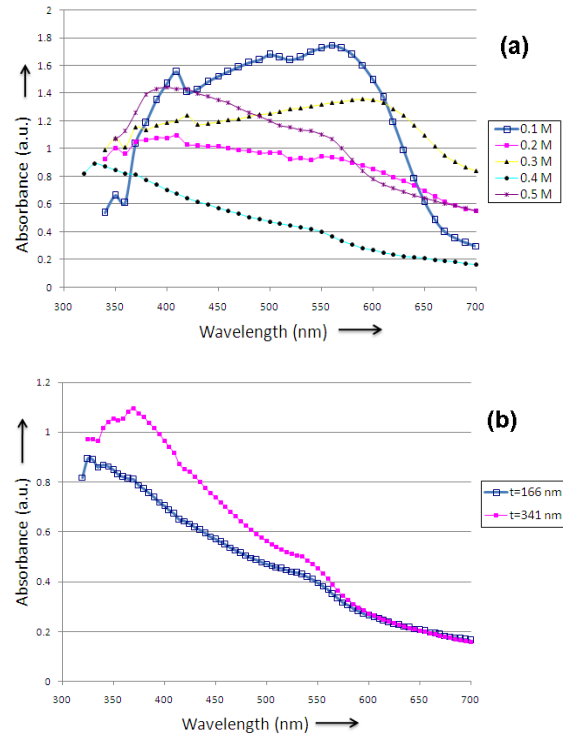 (a)
2
1.8
1.6
1.4
1.2
1
0.8
0.6
0.4
0.2
0
300 350 400 450 500 550 600 650 700
Absorbance (a.u.)
Wavelength (nm)
0.1 M
0.2 M
0.3 M
0.4 M
0.5 M
(b)
1.2
1
0.8
0.6
0.4
0.2
0
300 350 400 450 500 550 600 650 700
Absorbance (a.u.)
Wavelength (nm)
t=166 nm
t=341 nm